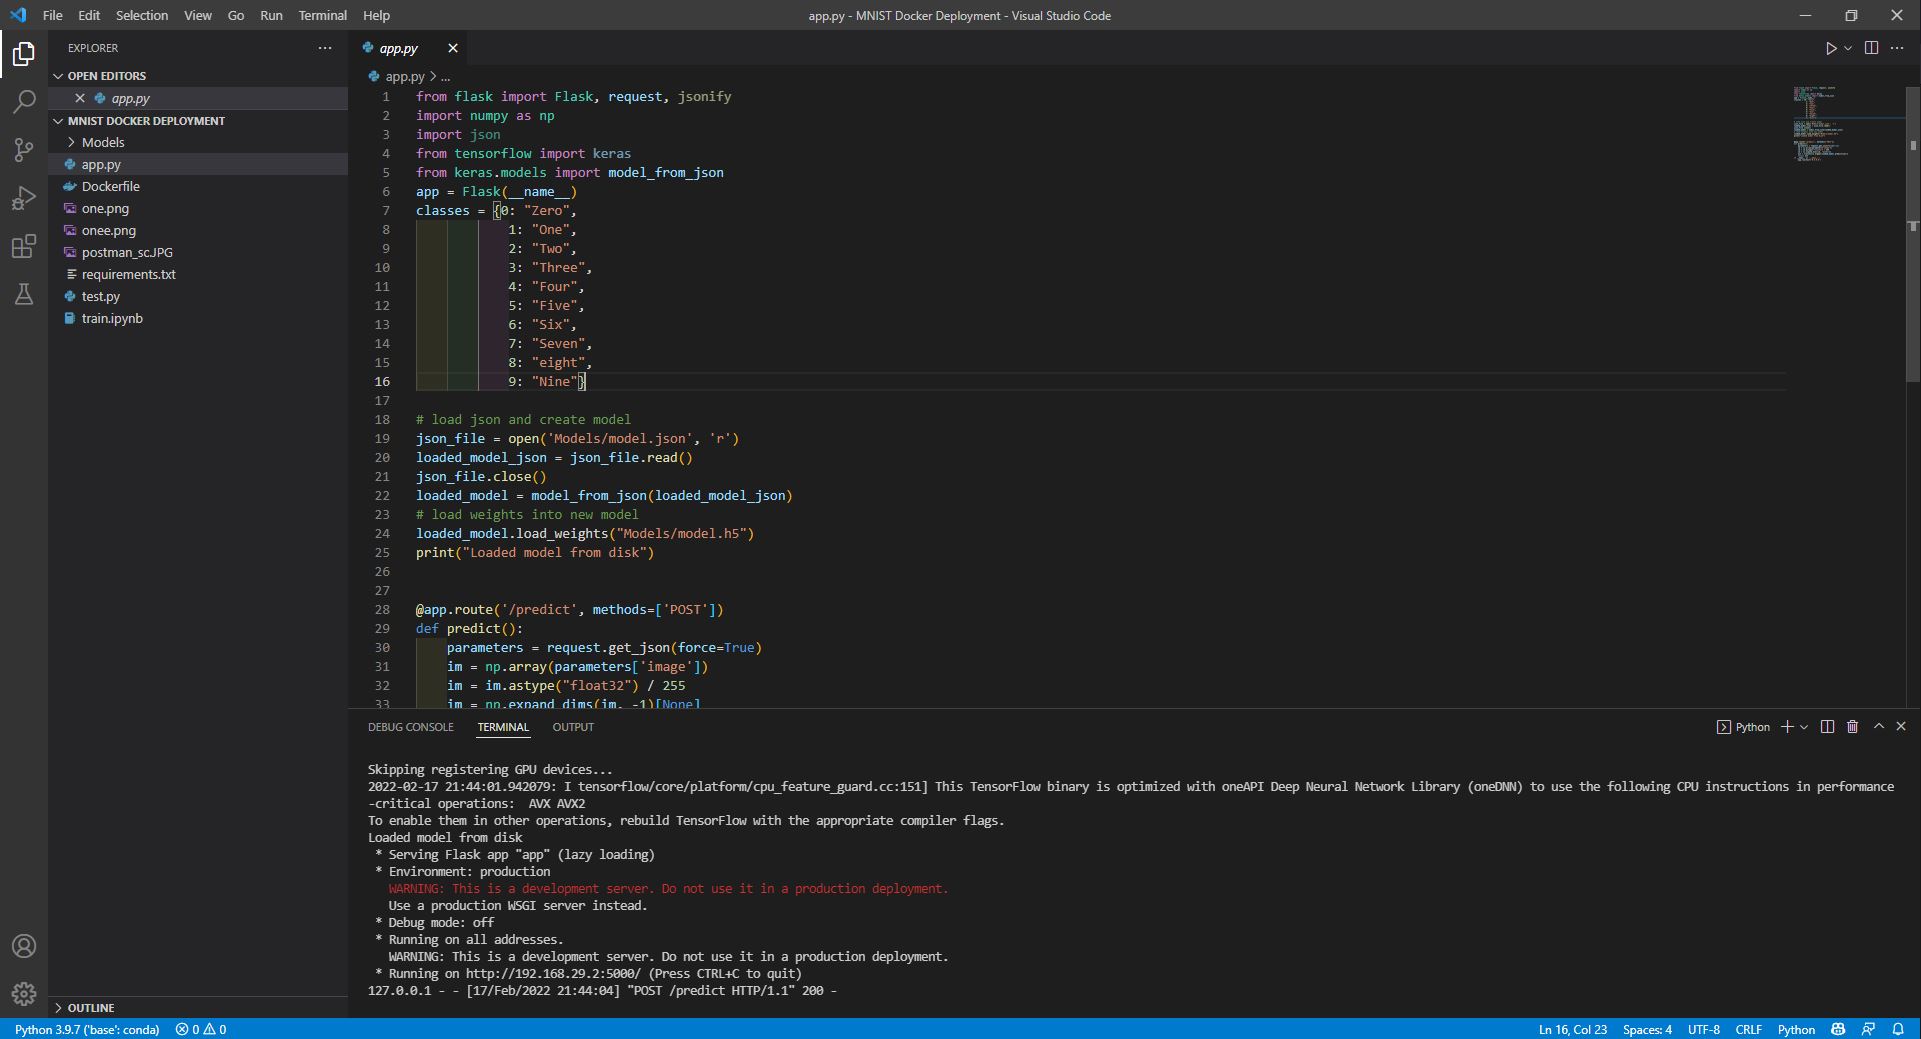 File Edit Selection View Go Run Terminal Help
app.py - MNIST Docker Deployment - Visual Studio Code
EXPLORER
OPEN EDITORS
app.py
MNIST DOCKER DEPLOYMENT
Models
app.py
Dockerfile
one.png
onee.png
postman_sc.JPG
requirements.txt
test.py
train.ipynb
OUTLINE
app.py
app.py > ...
1 from flask import Flask, request, jsonify
2 import numpy as np
3 import json
4 from tensorflow import keras
5 from keras.models import model_from_json
6 app = Flask(__name__)
7 classes = {0: "Zero",
8 1: "One",
9 2: "Two",
10 3: "Three",
11 4: "Four",
12 5: "Five",
13 6: "Six",
14 7: "Seven",
15 8: "eight",
16 9: "Nine"}
17
18 # load json and create model
19 json_file = open('Models/model.json', 'r')
20 loaded_model_json = json_file.read()
21 json_file.close()
22 loaded_model = model_from_json(loaded_model_json)
23 # load weights into new model
24 loaded_model.load_weights("Models/model.h5")
25 print("Loaded model from disk")
26
27
28 @app.route('/predict', methods=['POST'])
29 def predict():
30 parameters = request.get_json(force=True)
31 im = np.array(parameters['image'])
32 im = im.astype("float32") / 255
33 im = np.expand_dims(im, -1)[None]
DEBUG CONSOLE TERMINAL OUTPUT
Python
Skipping registering GPU devices...
2022-02-17 21:44:01.942079: I tensorflow/core/platform/cpu_feature_guard.cc:151] This TensorFlow binary is optimized with oneAPI Deep Neural Network Library (oneDNN) to use the following CPU instructions in performance
-critical operations:  AVX AVX2
To enable them in other operations, rebuild TensorFlow with the appropriate compiler flags.
Loaded model from disk
* Serving Flask app "app" (lazy loading)
* Environment: production
WARNING: This is a development server. Do not use it in a production deployment.
Use a production WSGI server instead.
* Debug mode: off
* Running on all addresses.
WARNING: This is a development server. Do not use it in a production deployment.
* Running on http://192.168.29.2:5000/ (Press CTRL+C to quit)
127.0.0.1 - - [17/Feb/2022 21:44:04] "POST /predict HTTP/1.1" 200 -
Python 3.9.7 ('base': conda) 0 0 Ln 16, Col 23 Spaces: 4 UTF-8 CRLF Python